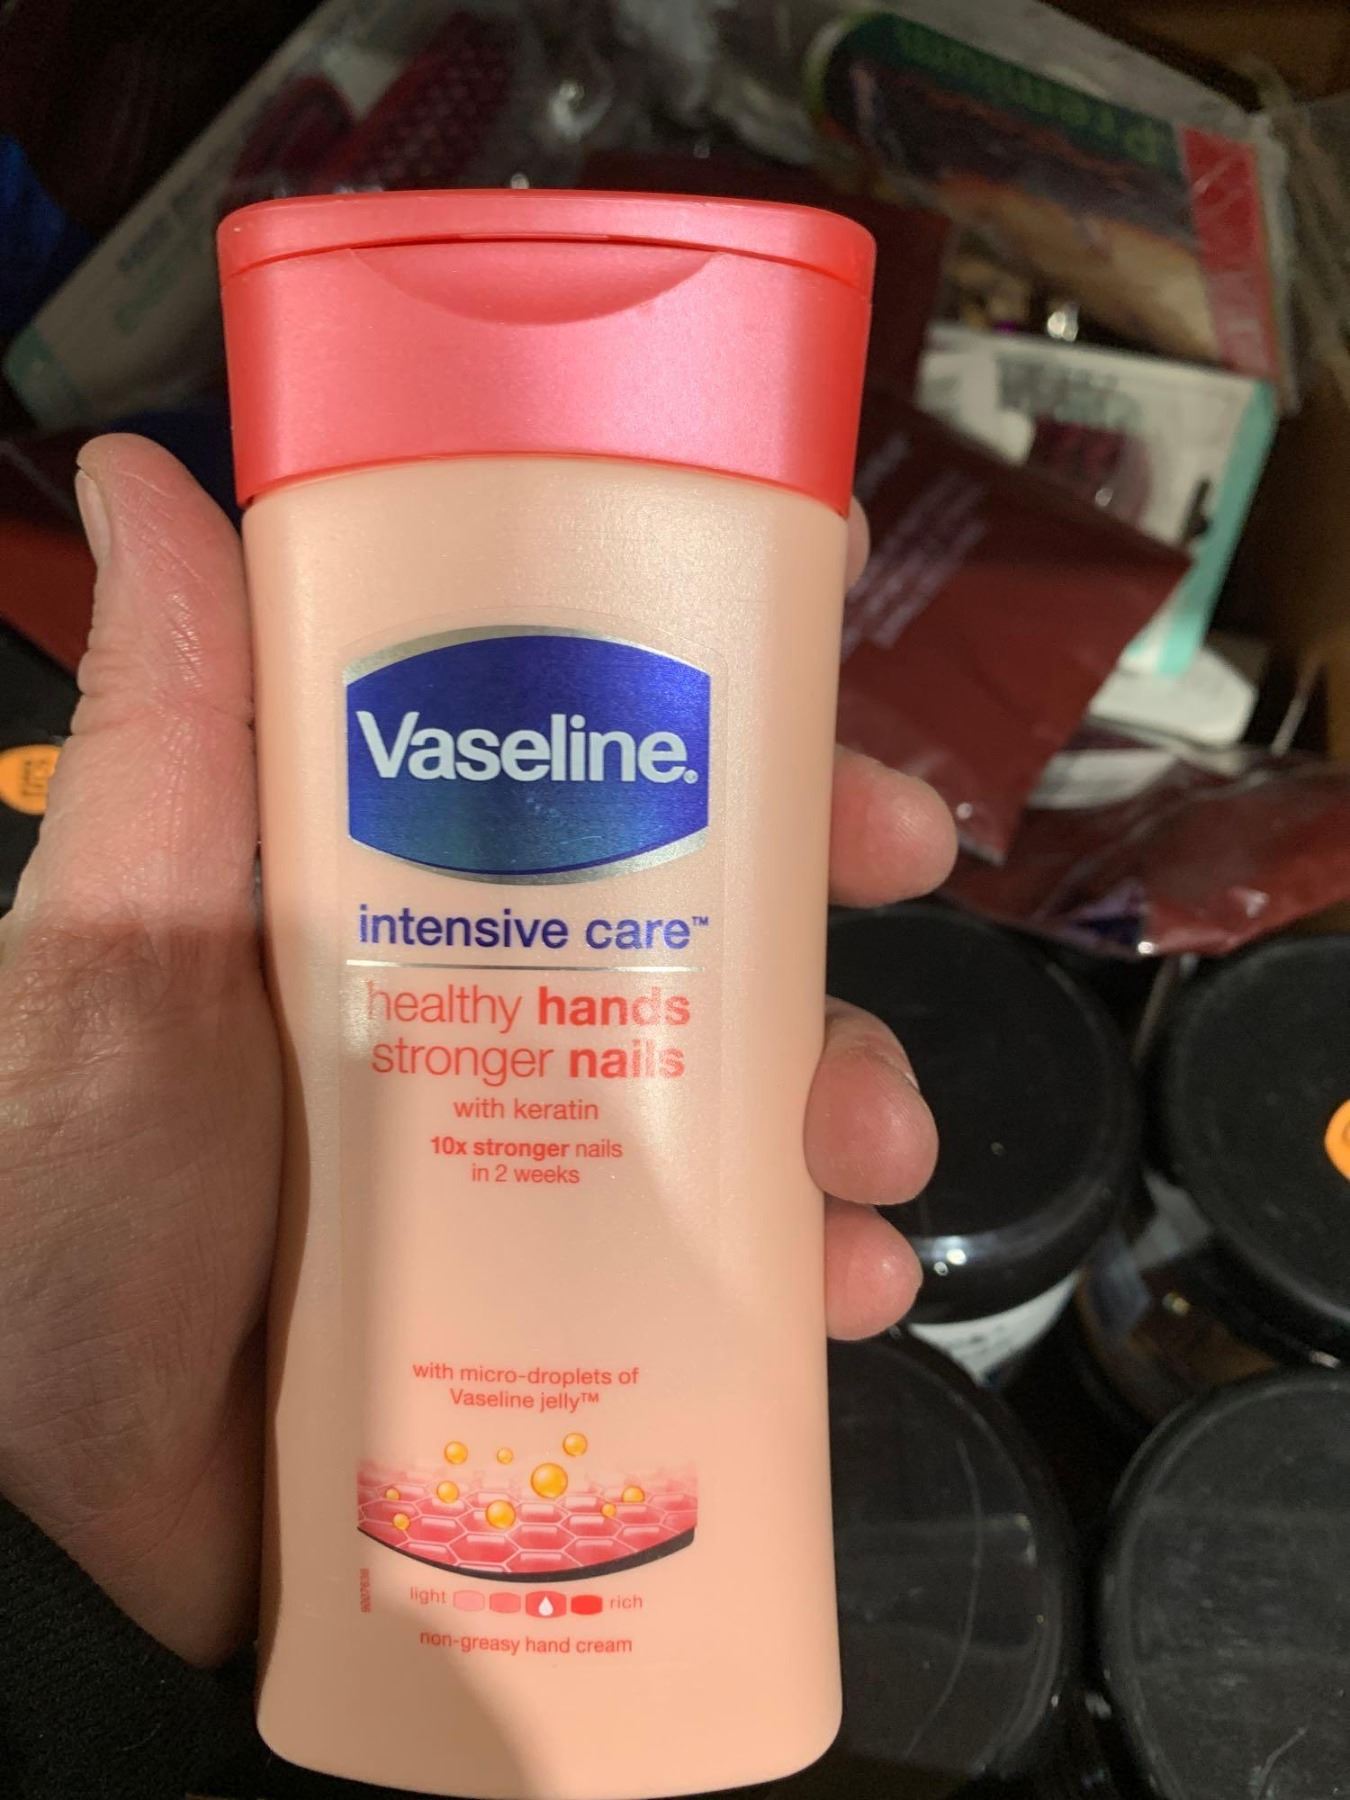 Premium
Vaseline.
intensive care™
healthy hands
stronger nails
with keratin
10x stronger nails
in 2 weeks
with micro-droplets of
Vaseline jelly™
light
rich
non-greasy hand cream